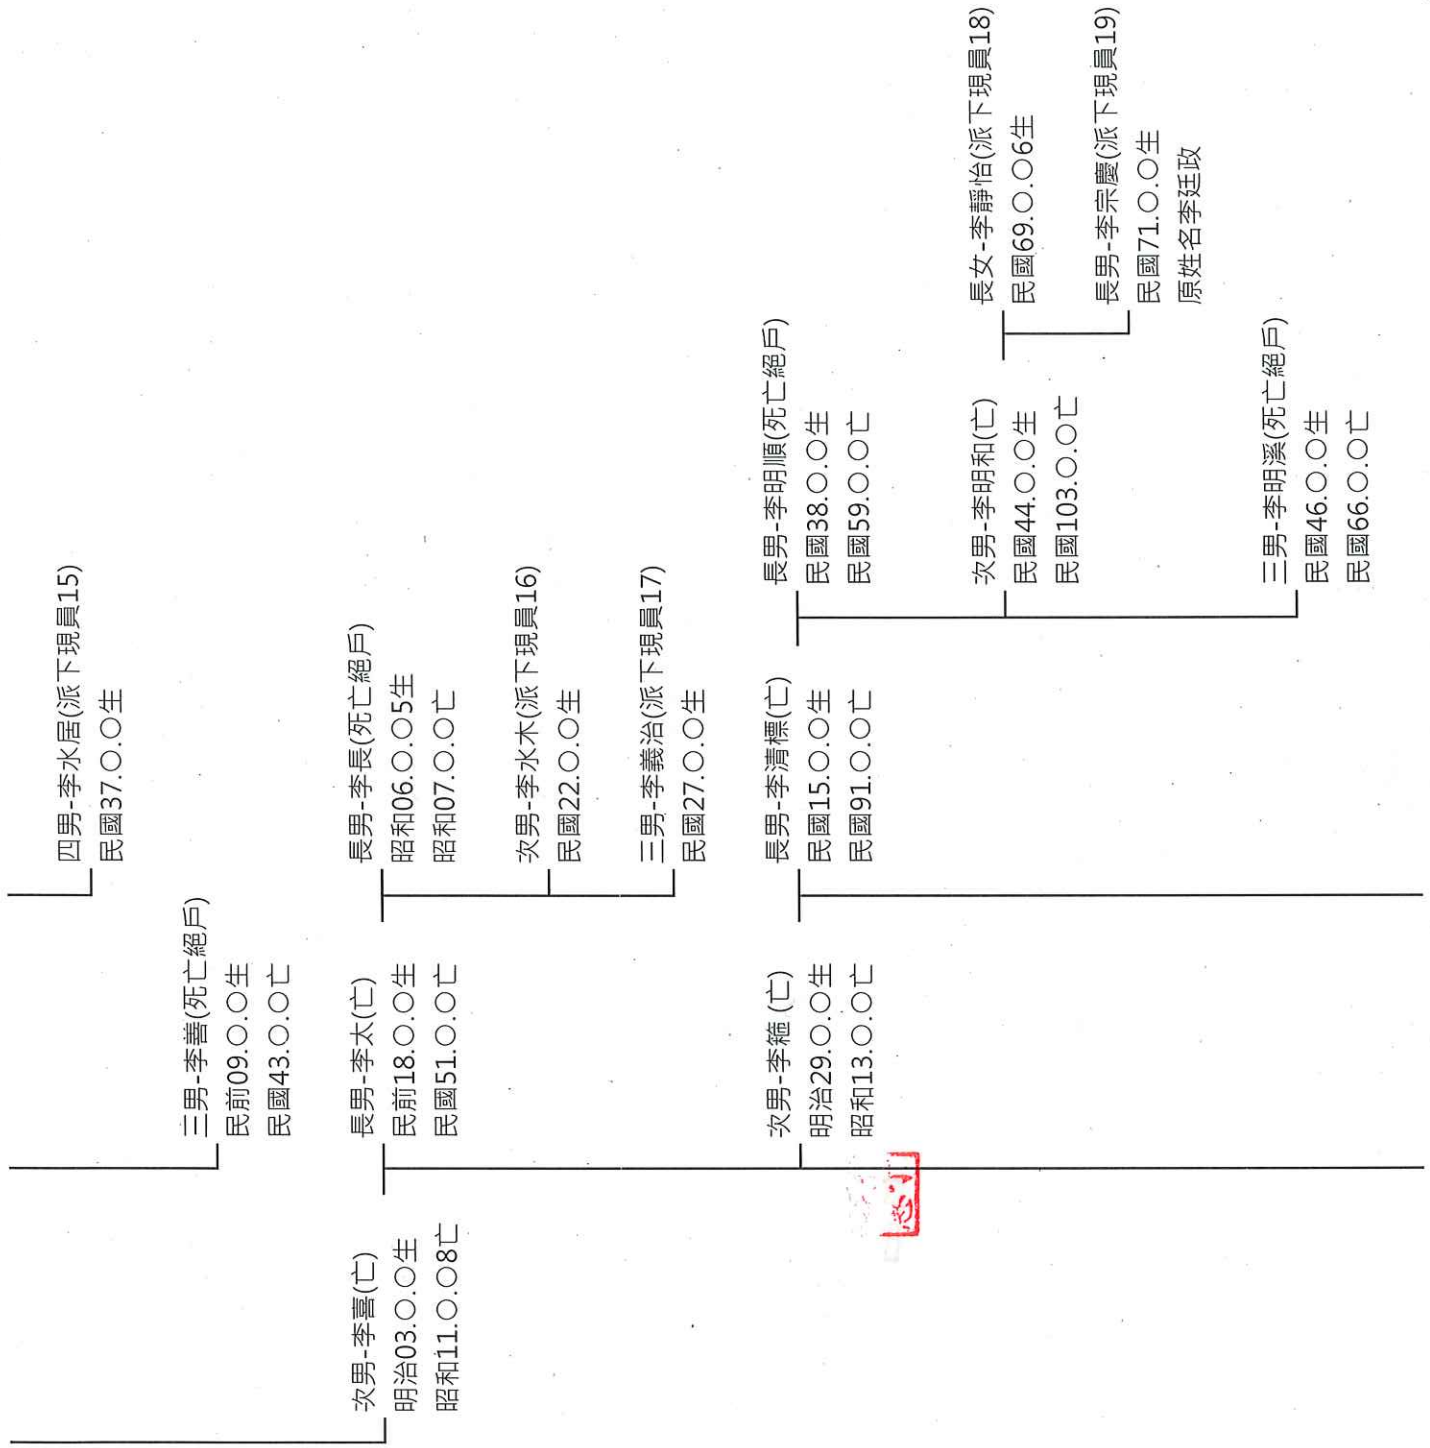 四男-李水居(派下現員15)
民國37.○.○生
三男-李善(死亡絕戶)
民前09.○.○生
民國43.○.○亡
次男-李喜(亡)
明治03.○.○生
昭和11.○.○8亡
長男-李太(亡)
民前18.○.○生
民國51.○.○亡
長男-李長(死亡絕戶)
昭和06.○.○5生
昭和07.○.○亡
次男-李水木(派下現員16)
民國22.○.○生
三男-李義治(派下現員17)
民國27.○.○生
次男-李(亡)
明治29.○.○生
昭和13.○.○亡
長男-李清標(亡)
民國15.○.○生
民國91.○.○亡
長男-李明順(死亡絕戶)
民國38.○.○生
民國59.○.○亡
次男-李明和(亡)
民國44.○.○生
民國103.○.○亡
長女-李靜怡(派下現員18)
民國69.○.○6生
長男-李宗慶(派下現員19)
民國71.○.○生
原姓名李廷政
三男-李明溪(死亡絕戶)
民國46.○.○生
民國66.○.○亡